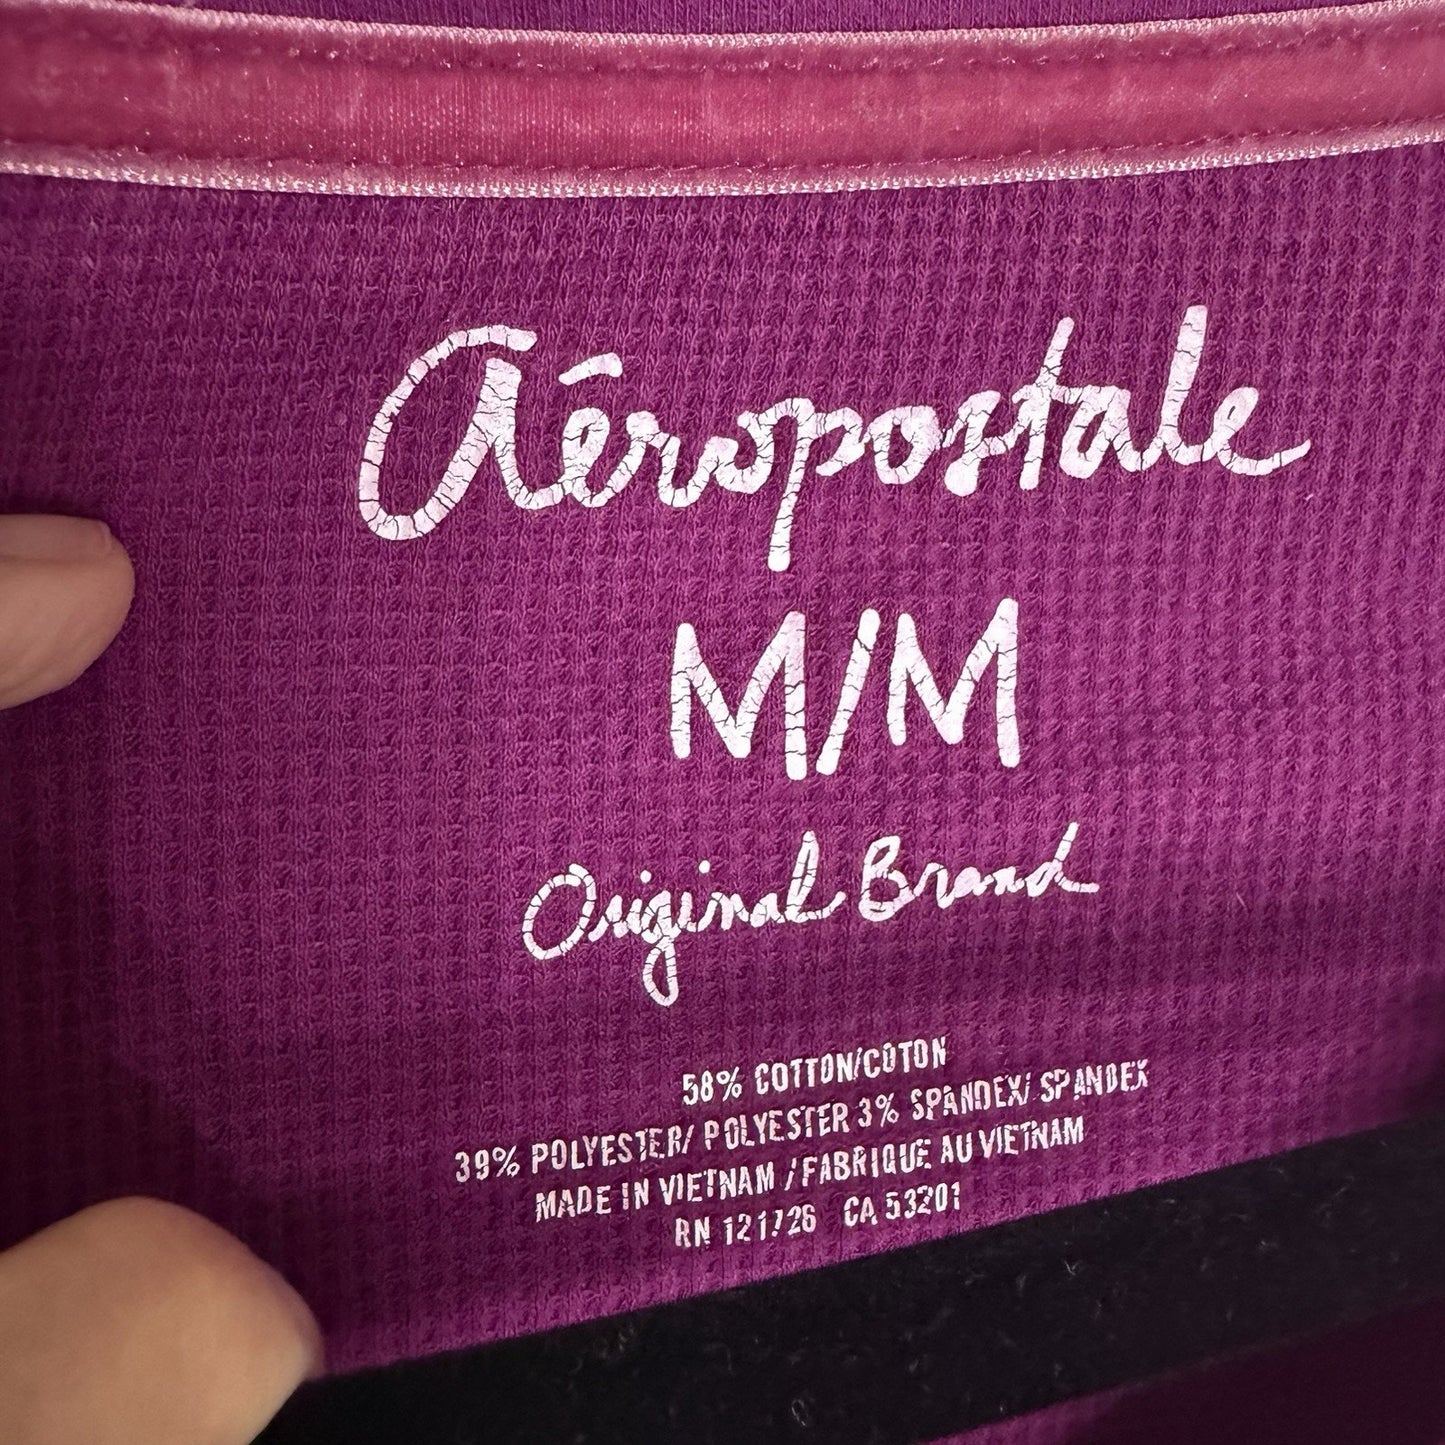 Aēropostale
M/M
Original Brand
58% COTTON/COTON
39% POLYESTER/ POLYESTER 3% SPANDEX/ SPANDEX
MADE IN VIETNAM / FABRIQUE AU VIETNAM
RN 121726 CA 53201